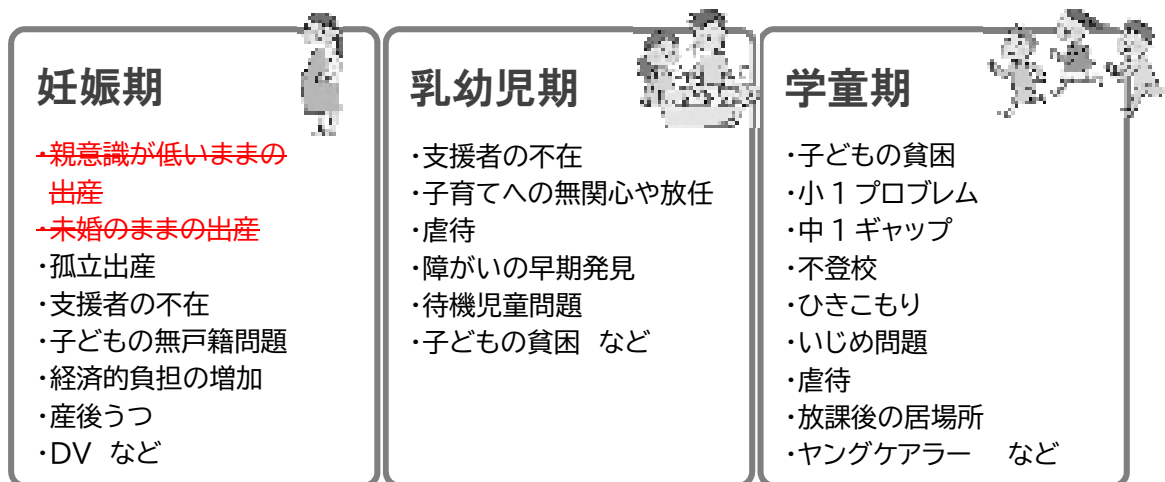 妊娠期
・親意識が低いままの
出産
・未婚のままの出産
・孤立出産
・支援者の不在
・子どもの無戸籍問題
・経済的負担の増加
・産後うつ
・DV など
乳幼児期
・支援者の不在
・子育てへの無関心や放任
・虐待
・障がいの早期発見
・待機児童問題
・子どもの貧困 など
学童期
・子どもの貧困
・小1プロブレム
・中1ギャップ
・不登校
・ひきこもり
・いじめ問題
・虐待
・放課後の居場所
・ヤングケアラー など